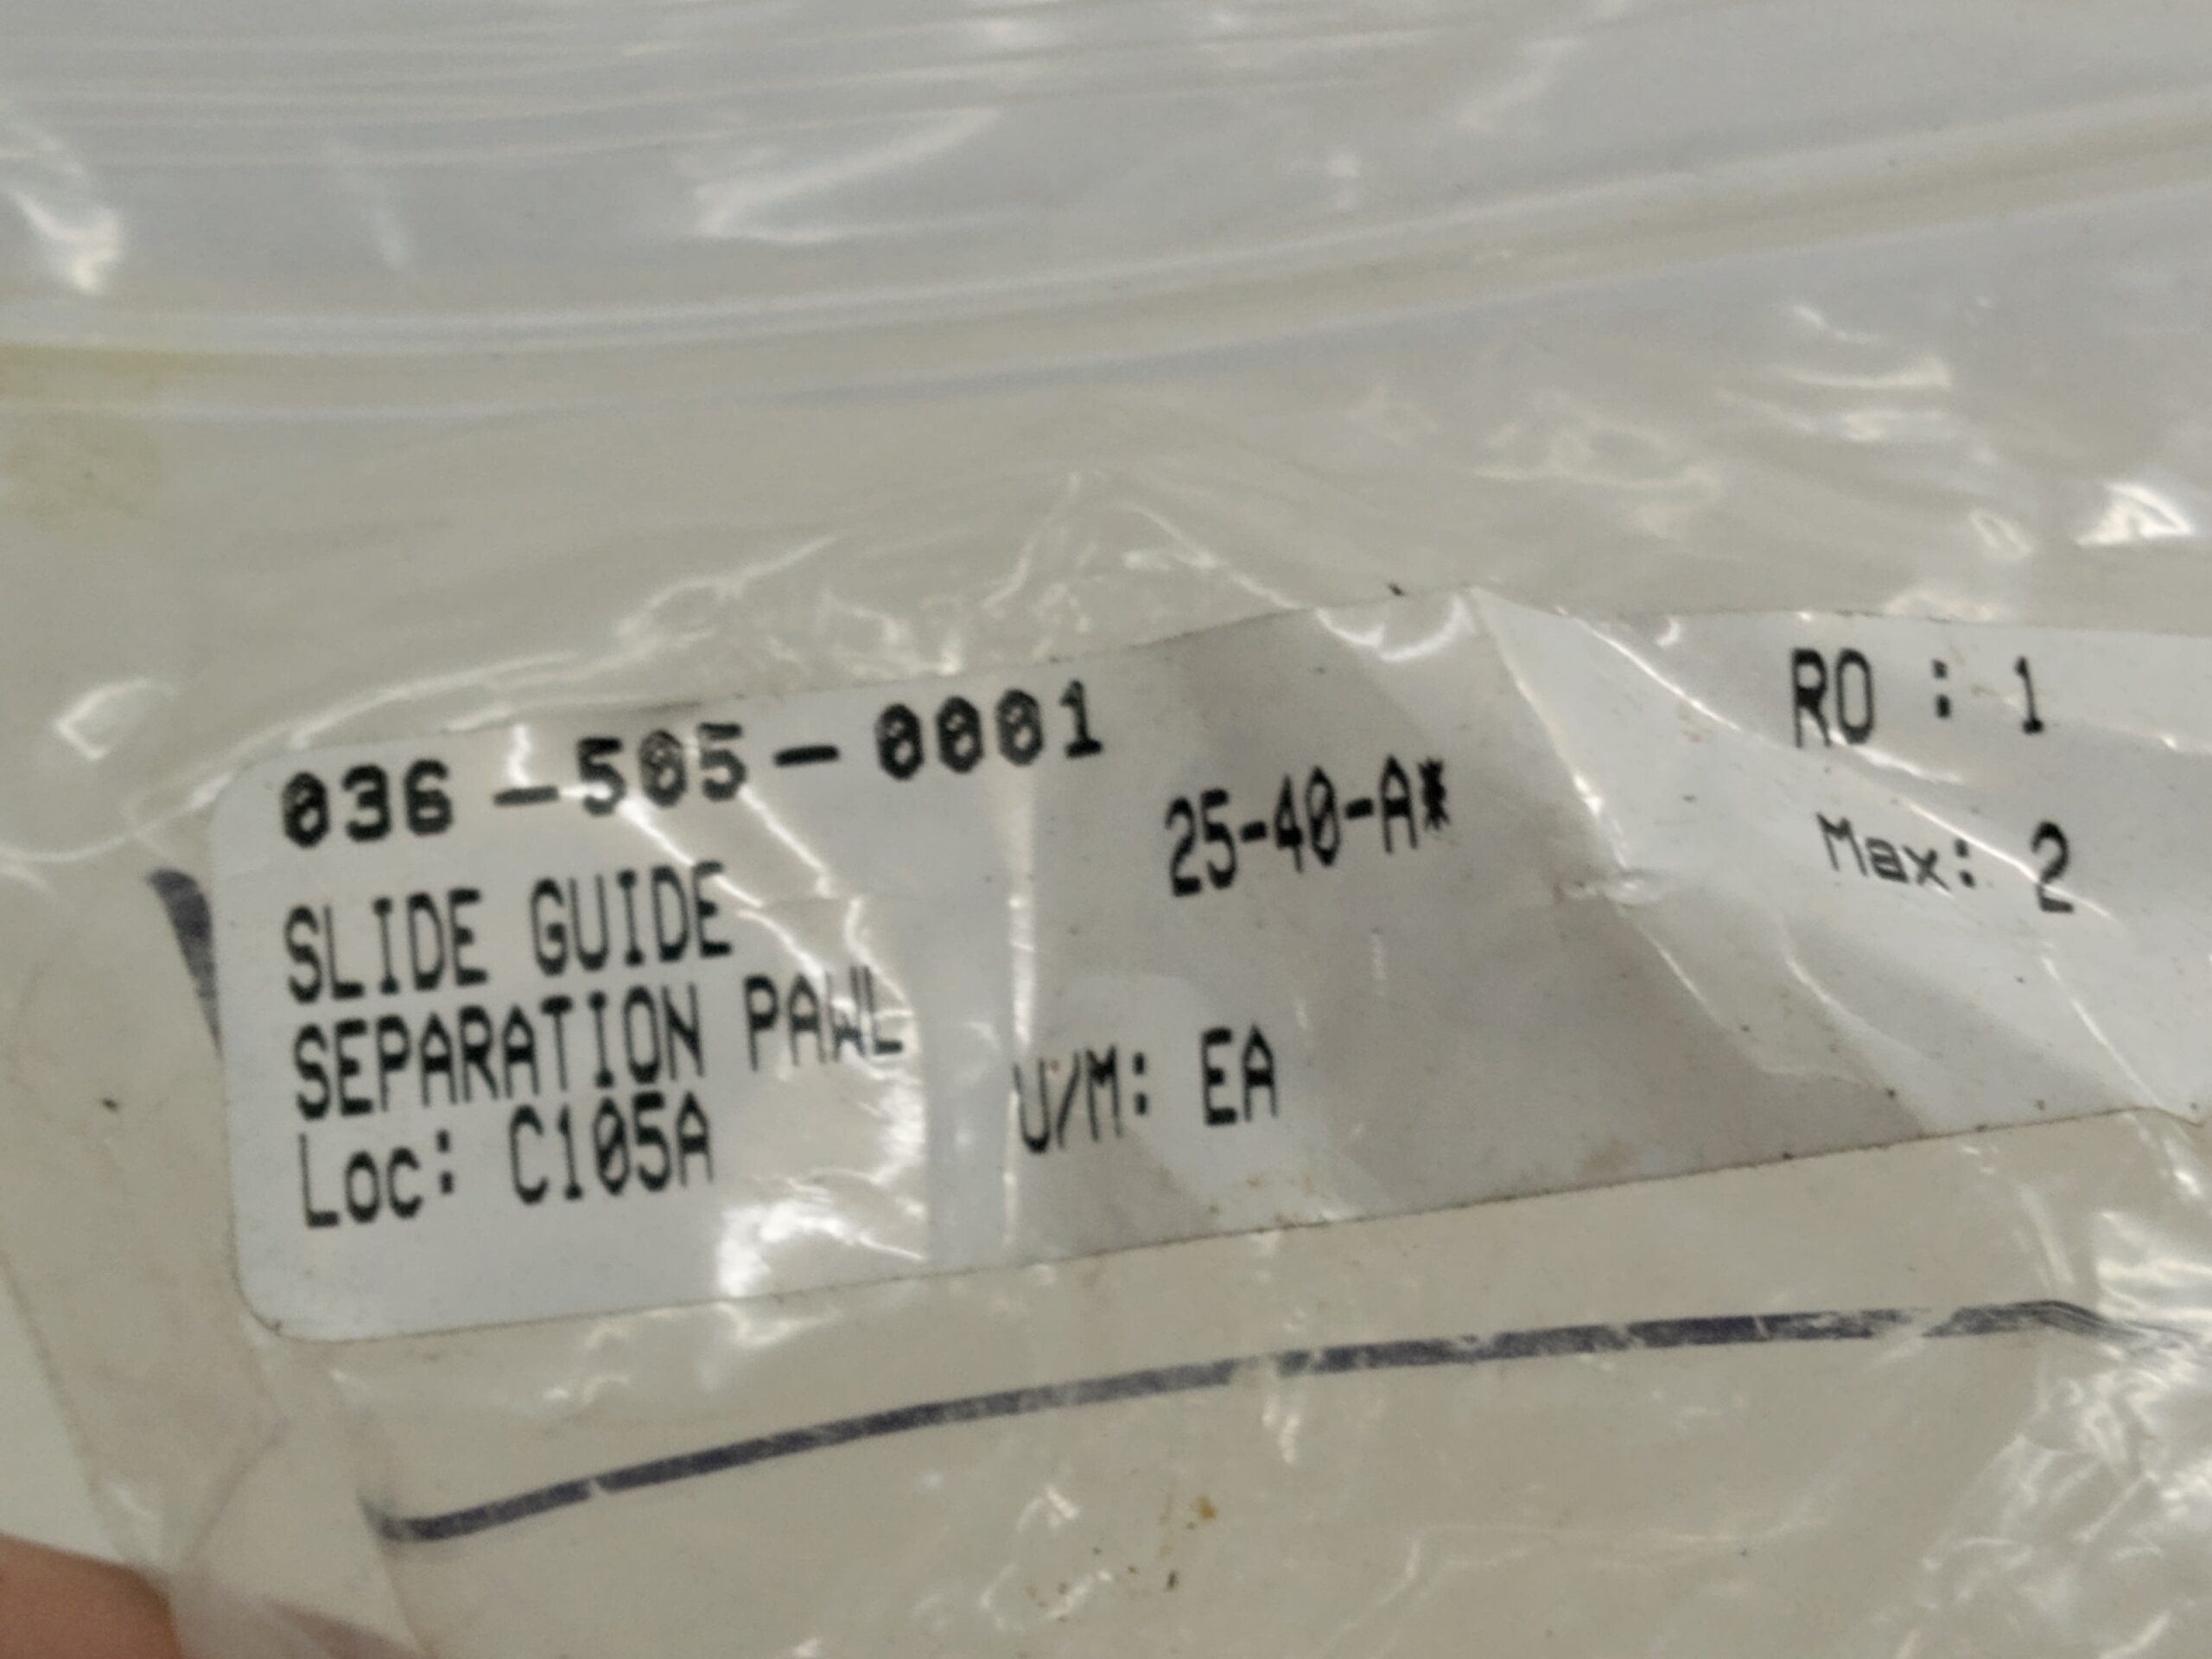 036-505-0001
25-40-A*
RO : 1
Max: 2
SLIDE GUIDE
SEPARATION PAWL
U/M: EA
Loc: C105A